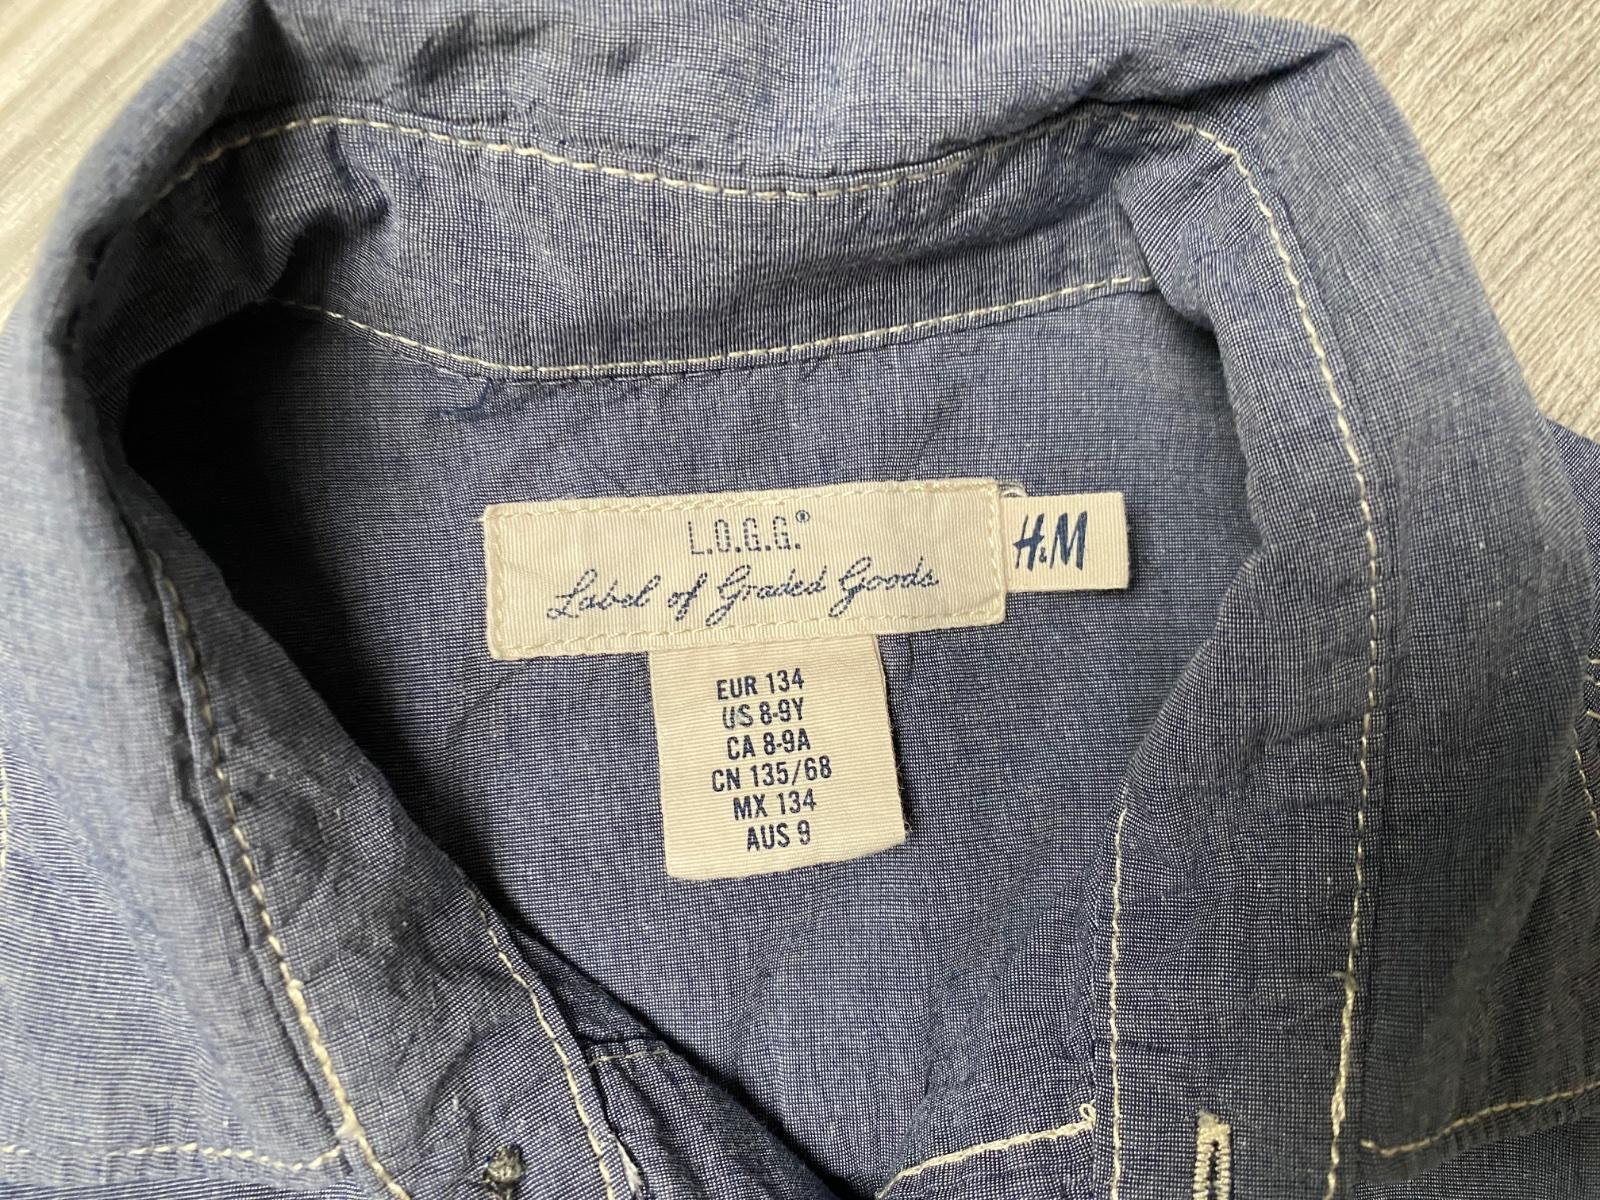 L.O.G.G.®
Label of Graded Goods.
H&M
EUR 134
US 8-9Y
CA 8-9A
CN 135/68
MX 134
AUS 9